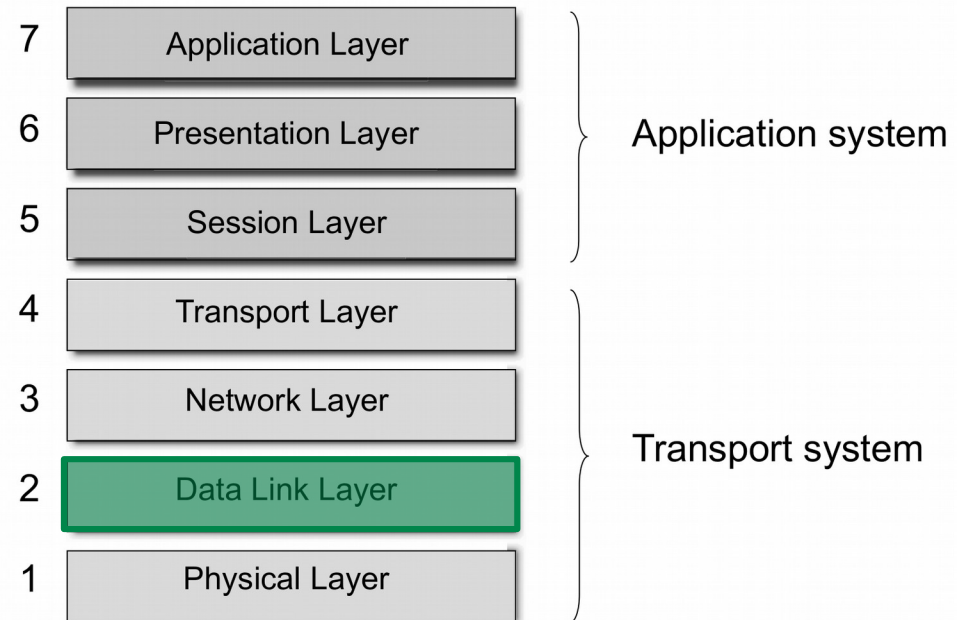 7 Application Layer
6 Presentation Layer
Application system
5 Session Layer
4 Transport Layer
3 Network Layer
Transport system
2 Data Link Layer
1 Physical Layer